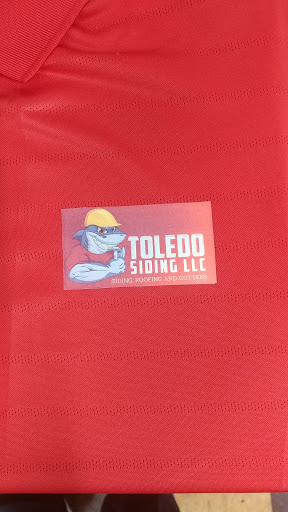 TOLEDO
SIDING LLC
SIDING, ROOFING AND GUTTERS